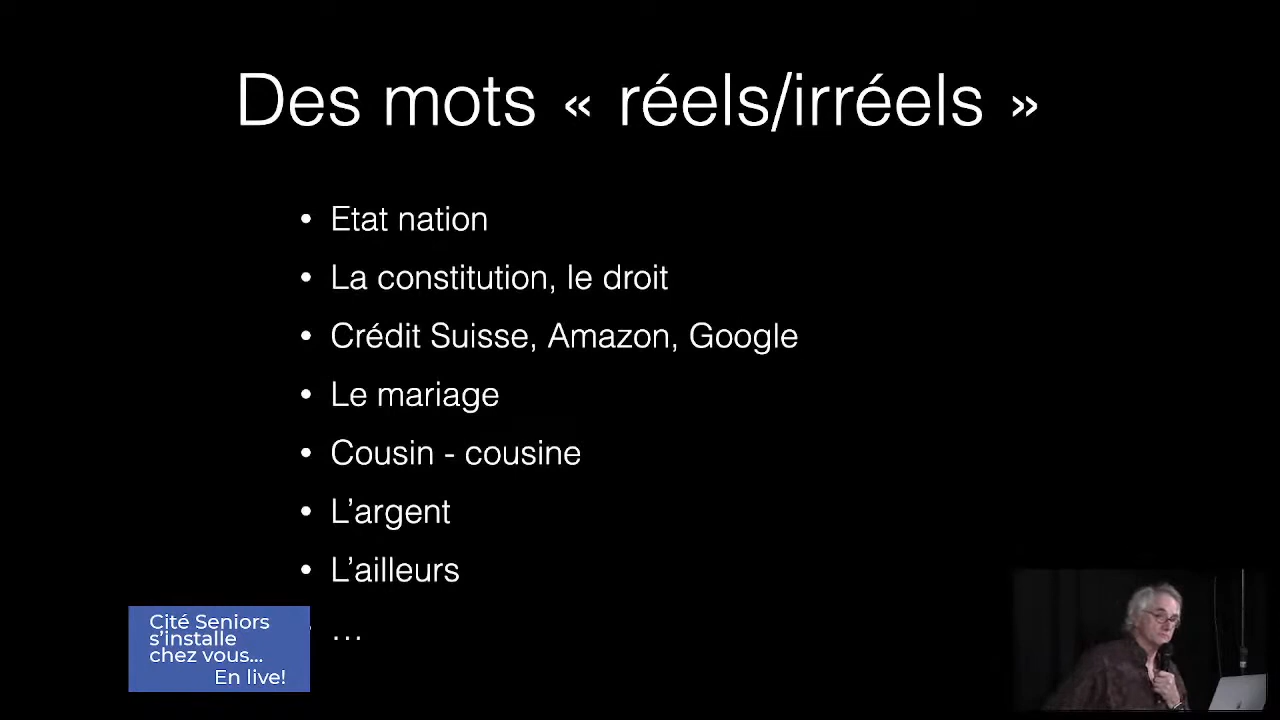 Des mots « réels/irréels »
• Etat nation
• La constitution, le droit
• Crédit Suisse, Amazon, Google
• Le mariage
• Cousin - cousine
• L’argent
• L’ailleurs
• …
Cité Seniors
s’installe
chez vous...
En live!